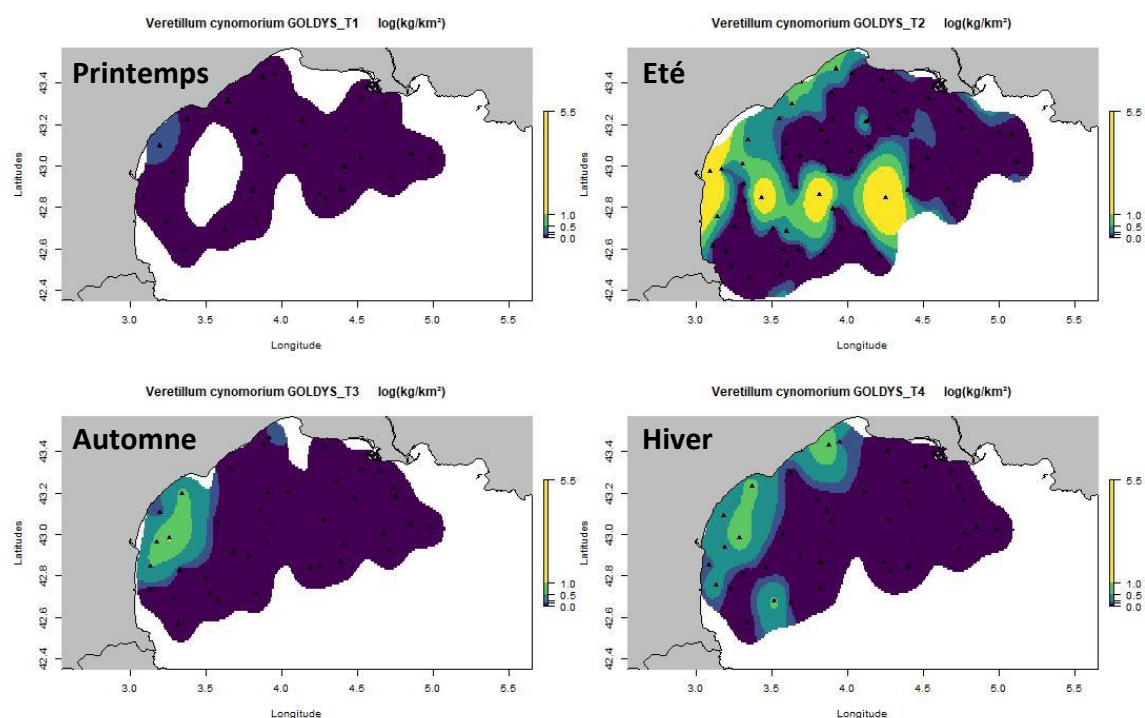 Veretillum cynomorium GOLDYS_T1 log(kg/km²)
Printemps
Latitudes
43.4
43.2
43.0
42.8
42.6
42.4
3.0 3.5 4.0 4.5 5.0 5.5
Longitude
5.5
1.0
0.5
0.0
Veretillum cynomorium GOLDYS_T2 log(kg/km²)
Eté
Latitudes
43.4
43.2
43.0
42.8
42.6
42.4
3.0 3.5 4.0 4.5 5.0 5.5
Longitude
5.5
1.0
0.5
0.0
Veretillum cynomorium GOLDYS_T3 log(kg/km²)
Automne
Latitudes
43.4
43.2
43.0
42.8
42.6
42.4
3.0 3.5 4.0 4.5 5.0 5.5
Longitude
5.5
1.0
0.5
0.0
Veretillum cynomorium GOLDYS_T4 log(kg/km²)
Hiver
Latitudes
43.4
43.2
43.0
42.8
42.6
42.4
3.0 3.5 4.0 4.5 5.0 5.5
Longitude
5.5
1.0
0.5
0.0